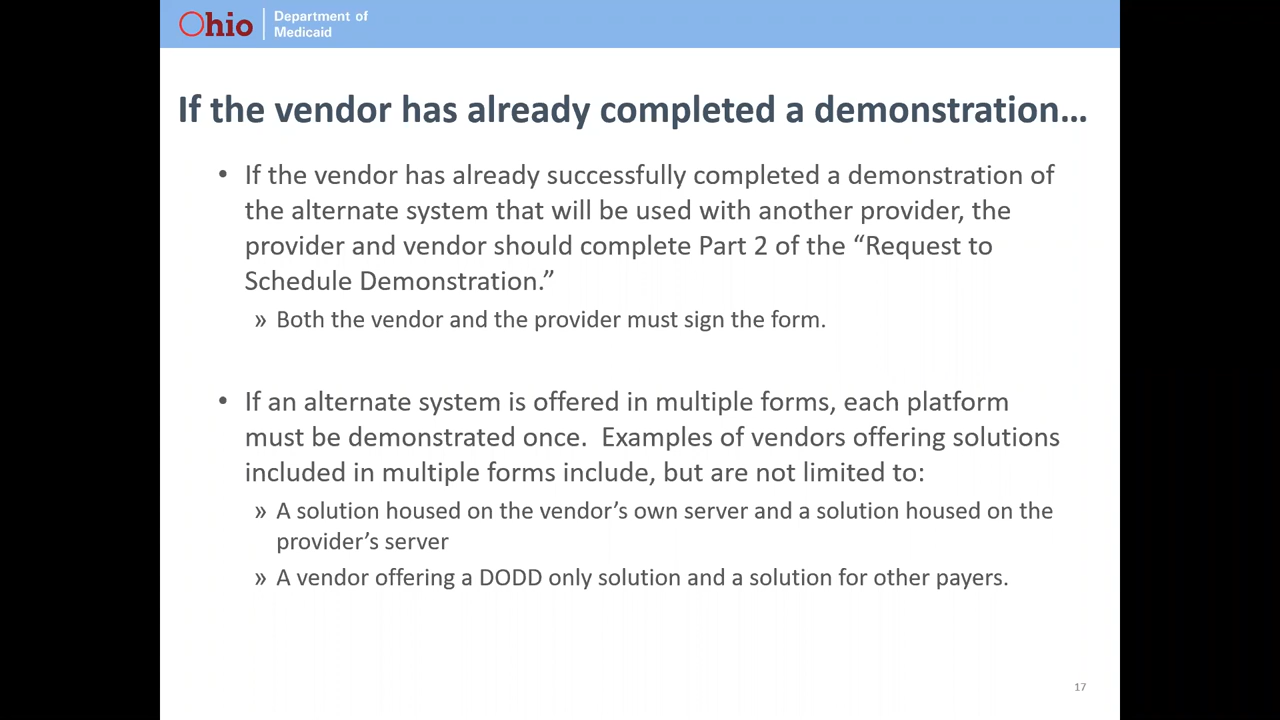 Ohio
Department of
Medicaid
If the vendor has already completed a demonstration…
• If the vendor has already successfully completed a demonstration of
the alternate system that will be used with another provider, the
provider and vendor should complete Part 2 of the “Request to
Schedule Demonstration.”
» Both the vendor and the provider must sign the form.
• If an alternate system is offered in multiple forms, each platform
must be demonstrated once.  Examples of vendors offering solutions
included in multiple forms include, but are not limited to:
» A solution housed on the vendor’s own server and a solution housed on the
provider’s server
» A vendor offering a DODD only solution and a solution for other payers.
17